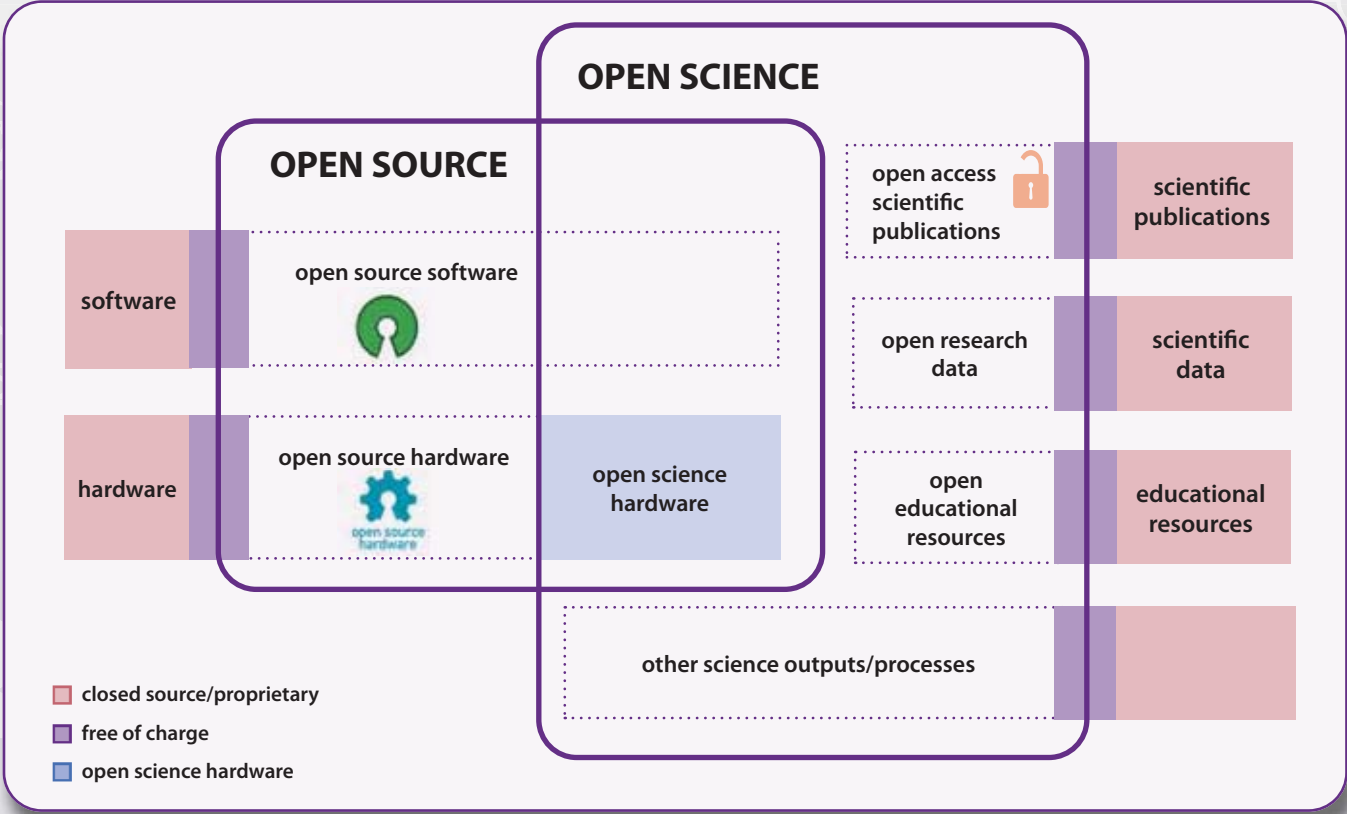 OPEN SCIENCE
OPEN SOURCE
open source software
software
open source hardware
open source
hardware
hardware
open science
hardware
open access
scientific
publications
scientific
publications
open research
data
scientific
data
open
educational
resources
educational
resources
other science outputs/processes
closed source/proprietary
free of charge
open science hardware